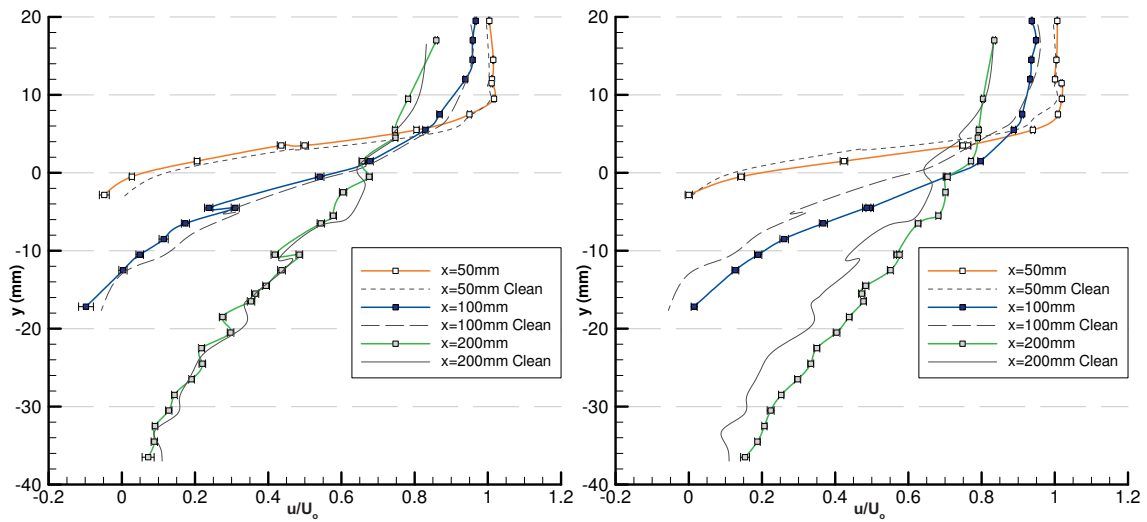 20
10
0
-10
-20
-30
-40
y (mm)
-0.2 0 0.2 0.4 0.6 0.8 1 1.2
u/Uₒ
x=50mm
x=50mm Clean
x=100mm
x=100mm Clean
x=200mm
x=200mm Clean
20
10
0
-10
-20
-30
-40
y (mm)
-0.2 0 0.2 0.4 0.6 0.8 1 1.2
u/Uₒ
x=50mm
x=50mm Clean
x=100mm
x=100mm Clean
x=200mm
x=200mm Clean